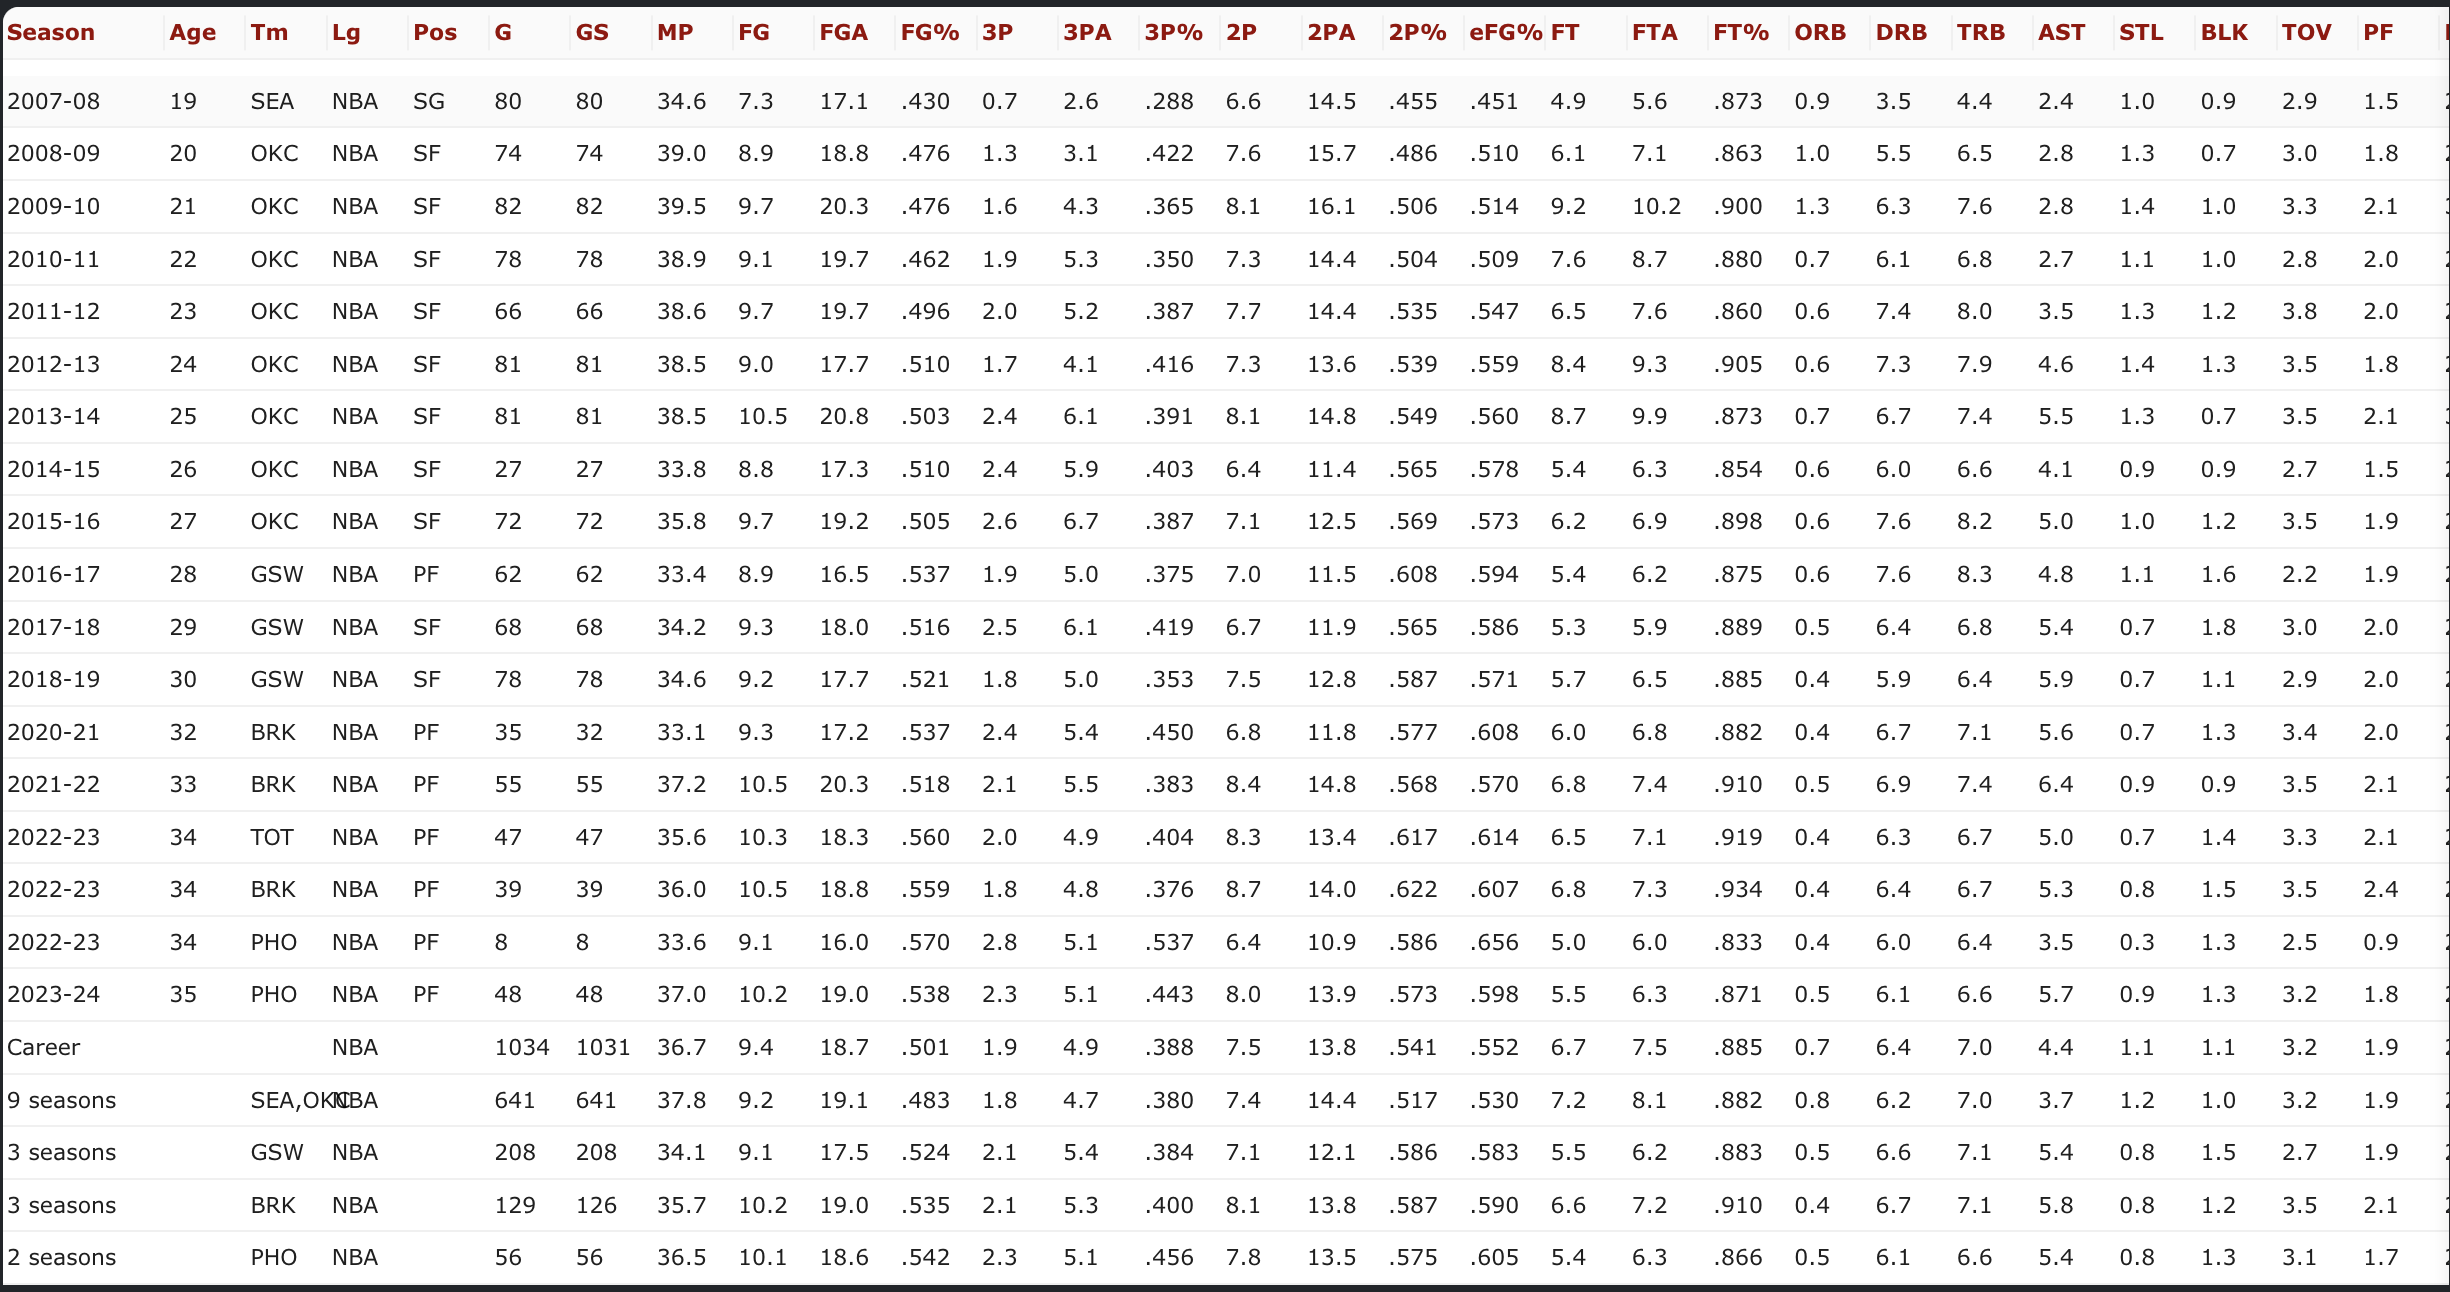 Season Age Tm Lg Pos G GS MP FG FGA FG% 3P 3PA 3P% 2P 2PA 2P% eFG% FT FTA FT% ORB DRB TRB AST STL BLK TOV PF
2007-08 19 SEA NBA SG 80 80 34.6 7.3 17.1 .430 0.7 2.6 .288 6.6 14.5 .455 .451 4.9 5.6 .873 0.9 3.5 4.4 2.4 1.0 0.9 2.9 1.5
2008-09 20 OKC NBA SF 74 74 39.0 8.9 18.8 .476 1.3 3.1 .422 7.6 15.7 .486 .510 6.1 7.1 .863 1.0 5.5 6.5 2.8 1.3 0.7 3.0 1.8
2009-10 21 OKC NBA SF 82 82 39.5 9.7 20.3 .476 1.6 4.3 .365 8.1 16.1 .506 .514 9.2 10.2 .900 1.3 6.3 7.6 2.8 1.4 1.0 3.3 2.1
2010-11 22 OKC NBA SF 78 78 38.9 9.1 19.7 .462 1.9 5.3 .350 7.3 14.4 .504 .509 7.6 8.7 .880 0.7 6.1 6.8 2.7 1.1 1.0 2.8 2.0
2011-12 23 OKC NBA SF 66 66 38.6 9.7 19.7 .496 2.0 5.2 .387 7.7 14.4 .535 .547 6.5 7.6 .860 0.6 7.4 8.0 3.5 1.3 1.2 3.8 2.0
2012-13 24 OKC NBA SF 81 81 38.5 9.0 17.7 .510 1.7 4.1 .416 7.3 13.6 .539 .559 8.4 9.3 .905 0.6 7.3 7.9 4.6 1.4 1.3 3.5 1.8
2013-14 25 OKC NBA SF 81 81 38.5 10.5 20.8 .503 2.4 6.1 .391 8.1 14.8 .549 .560 8.7 9.9 .873 0.7 6.7 7.4 5.5 1.3 0.7 3.5 2.1
2014-15 26 OKC NBA SF 27 27 33.8 8.8 17.3 .510 2.4 5.9 .403 6.4 11.4 .565 .578 5.4 6.3 .854 0.6 6.0 6.6 4.1 0.9 0.9 2.7 1.5
2015-16 27 OKC NBA SF 72 72 35.8 9.7 19.2 .505 2.6 6.7 .387 7.1 12.5 .569 .573 6.2 6.9 .898 0.6 7.6 8.2 5.0 1.0 1.2 3.5 1.9
2016-17 28 GSW NBA PF 62 62 33.4 8.9 16.5 .537 1.9 5.0 .375 7.0 11.5 .608 .594 5.4 6.2 .875 0.6 7.6 8.3 4.8 1.1 1.6 2.2 1.9
2017-18 29 GSW NBA SF 68 68 34.2 9.3 18.0 .516 2.5 6.1 .419 6.7 11.9 .565 .586 5.3 5.9 .889 0.5 6.4 6.8 5.4 0.7 1.8 3.0 2.0
2018-19 30 GSW NBA SF 78 78 34.6 9.2 17.7 .521 1.8 5.0 .353 7.5 12.8 .587 .571 5.7 6.5 .885 0.4 5.9 6.4 5.9 0.7 1.1 2.9 2.0
2020-21 32 BRK NBA PF 35 32 33.1 9.3 17.2 .537 2.4 5.4 .450 6.8 11.8 .577 .608 6.0 6.8 .882 0.4 6.7 7.1 5.6 0.7 1.3 3.4 2.0
2021-22 33 BRK NBA PF 55 55 37.2 10.5 20.3 .518 2.1 5.5 .383 8.4 14.8 .568 .570 6.8 7.4 .910 0.5 6.9 7.4 6.4 0.9 0.9 3.5 2.1
2022-23 34 TOT NBA PF 47 47 35.6 10.3 18.3 .560 2.0 4.9 .404 8.3 13.4 .617 .614 6.5 7.1 .919 0.4 6.3 6.7 5.0 0.7 1.4 3.3 2.1
2022-23 34 BRK NBA PF 39 39 36.0 10.5 18.8 .559 1.8 4.8 .376 8.7 14.0 .622 .607 6.8 7.3 .934 0.4 6.4 6.7 5.3 0.8 1.5 3.5 2.4
2022-23 34 PHO NBA PF 8 8 33.6 9.1 16.0 .570 2.8 5.1 .537 6.4 10.9 .586 .656 5.0 6.0 .833 0.4 6.0 6.4 3.5 0.3 1.3 2.5 0.9
2023-24 35 PHO NBA PF 48 48 37.0 10.2 19.0 .538 2.3 5.1 .443 8.0 13.9 .573 .598 5.5 6.3 .871 0.5 6.1 6.6 5.7 0.9 1.3 3.2 1.8
Career NBA 1034 1031 36.7 9.4 18.7 .501 1.9 4.9 .388 7.5 13.8 .541 .552 6.7 7.5 .885 0.7 6.4 7.0 4.4 1.1 1.1 3.2 1.9
9 seasons SEA,OKC NBA 641 641 37.8 9.2 19.1 .483 1.8 4.7 .380 7.4 14.4 .517 .530 7.2 8.1 .882 0.8 6.2 7.0 3.7 1.2 1.0 3.2 1.9
3 seasons GSW NBA 208 208 34.1 9.1 17.5 .524 2.1 5.4 .384 7.1 12.1 .586 .583 5.5 6.2 .883 0.5 6.6 7.1 5.4 0.8 1.5 2.7 1.9
3 seasons BRK NBA 129 126 35.7 10.2 19.0 .535 2.1 5.3 .400 8.1 13.8 .587 .590 6.6 7.2 .910 0.4 6.7 7.1 5.8 0.8 1.2 3.5 2.1
2 seasons PHO NBA 56 56 36.5 10.1 18.6 .542 2.3 5.1 .456 7.8 13.5 .575 .605 5.4 6.3 .866 0.5 6.1 6.6 5.4 0.8 1.3 3.1 1.7